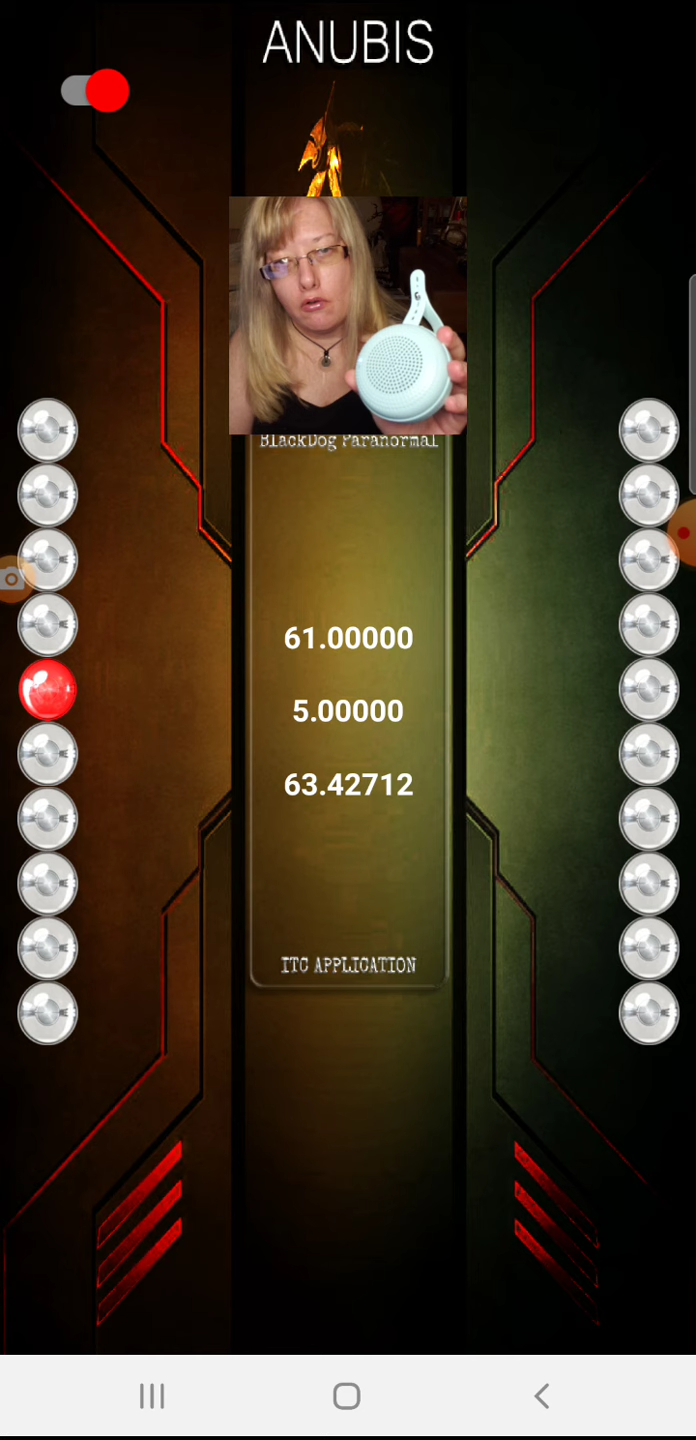 ANUBIS
BlackDog Paranormal
61.00000
5.00000
63.42712
ITC APPLICATION